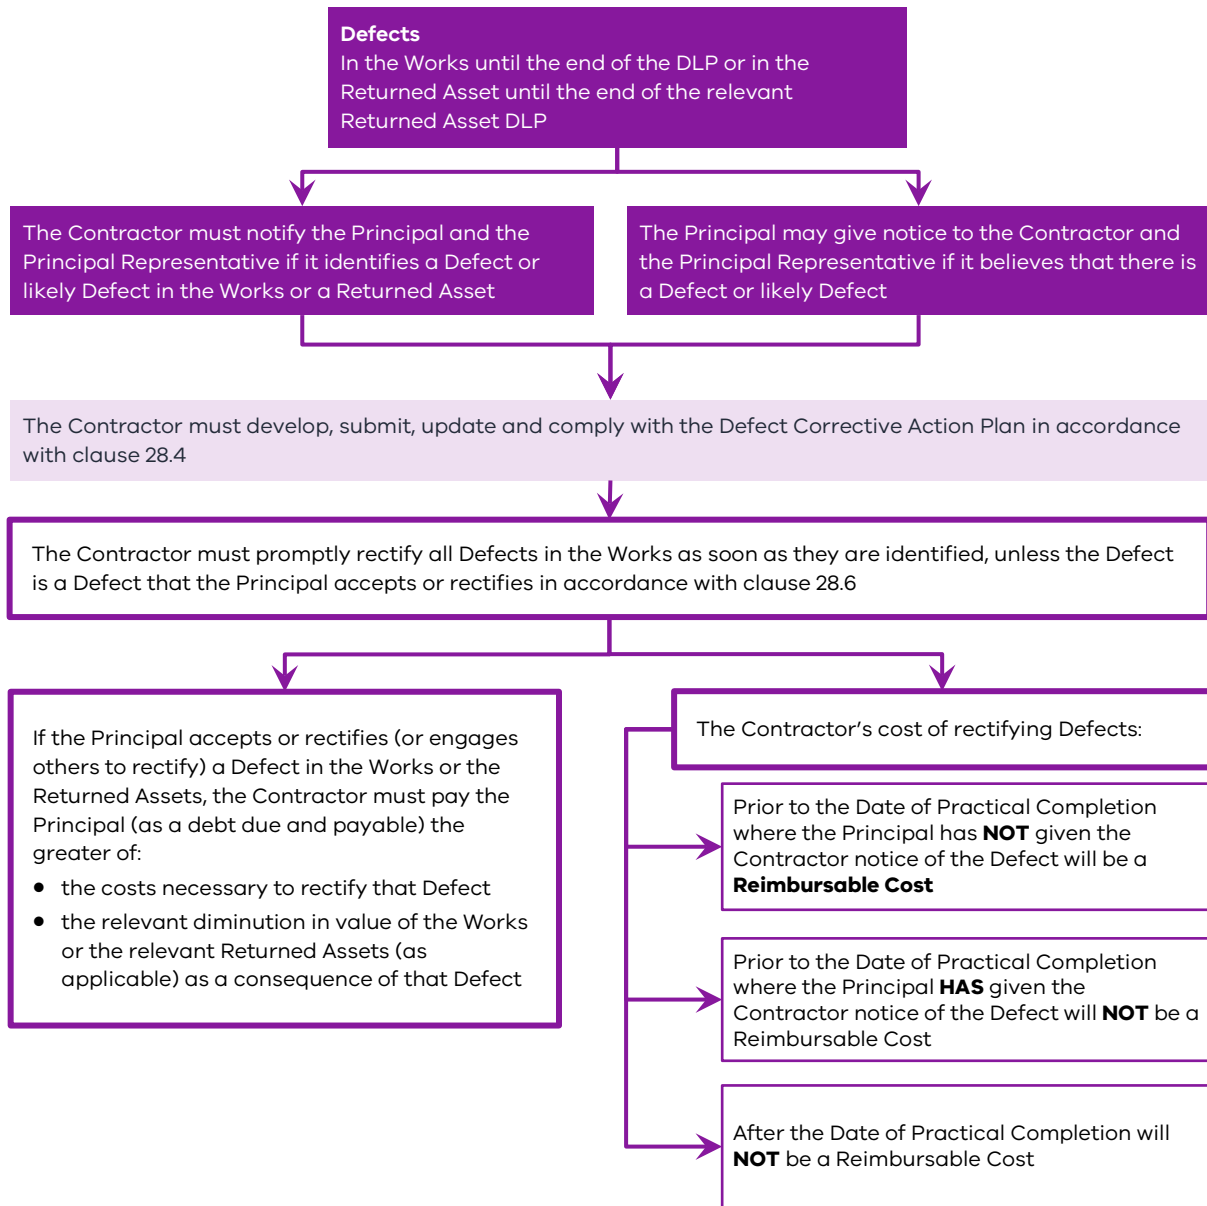 Defects
In the Works until the end of the DLP or in the
Returned Asset until the end of the relevant
Returned Asset DLP
The Contractor must notify the Principal and the
Principal Representative if it identifies a Defect or
likely Defect in the Works or a Returned Asset
The Principal may give notice to the Contractor and
the Principal Representative if it believes that there is
a Defect or likely Defect
The Contractor must develop, submit, update and comply with the Defect Corrective Action Plan in accordance
with clause 28.4
The Contractor must promptly rectify all Defects in the Works as soon as they are identified, unless the Defect
is a Defect that the Principal accepts or rectifies in accordance with clause 28.6
If the Principal accepts or rectifies (or engages
others to rectify) a Defect in the Works or the
Returned Assets, the Contractor must pay the
Principal (as a debt due and payable) the
greater of:
• the costs necessary to rectify that Defect
• the relevant diminution in value of the Works
or the relevant Returned Assets (as
applicable) as a consequence of that Defect
The Contractor’s cost of rectifying Defects:
Prior to the Date of Practical Completion
where the Principal has NOT given the
Contractor notice of the Defect will be a
Reimbursable Cost
Prior to the Date of Practical Completion
where the Principal HAS given the
Contractor notice of the Defect will NOT be a
Reimbursable Cost
After the Date of Practical Completion will
NOT be a Reimbursable Cost